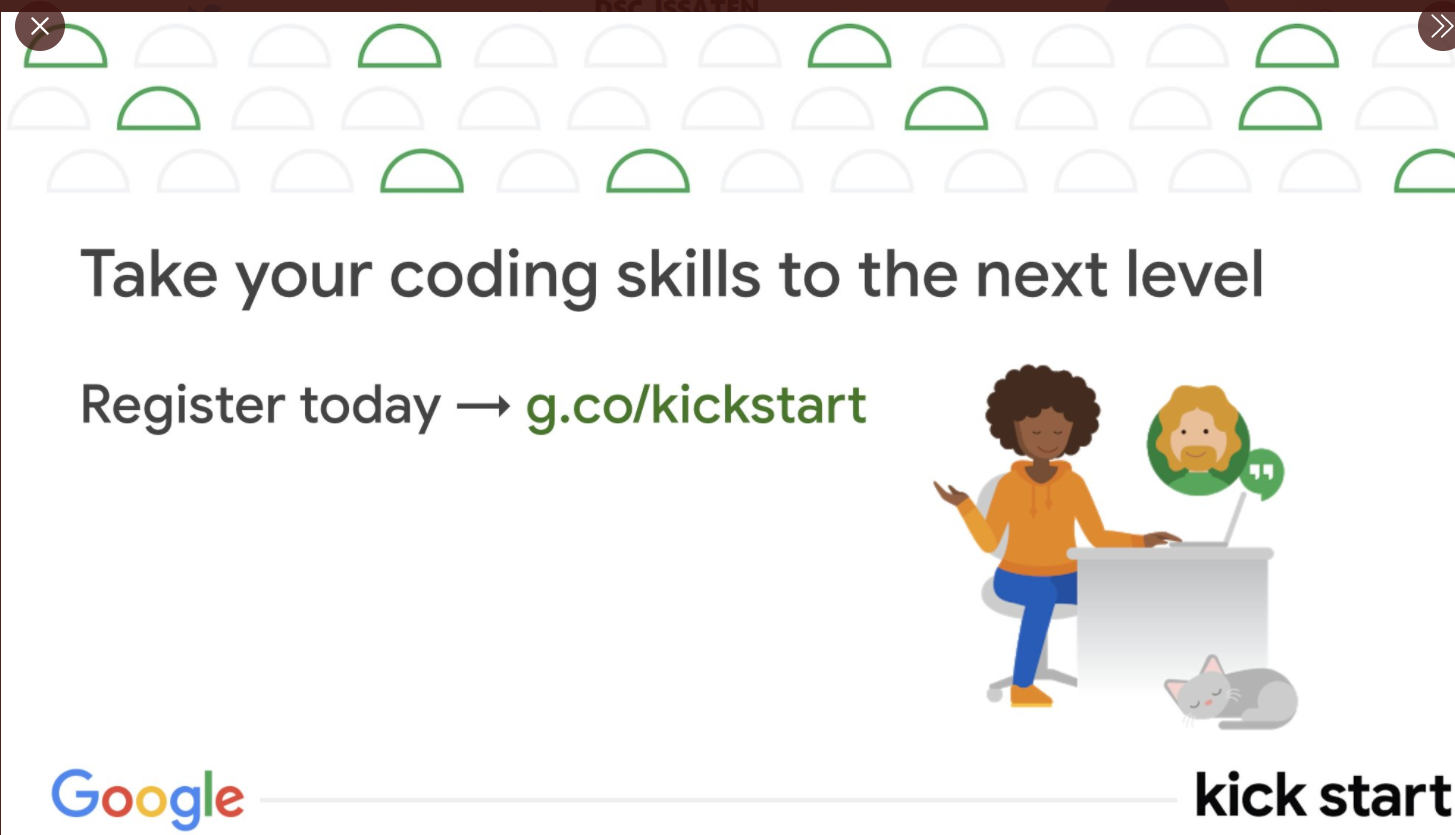 DSC ISSATEN
Take your coding skills to the next level
Register today → g.co/kickstart
Google
kick start